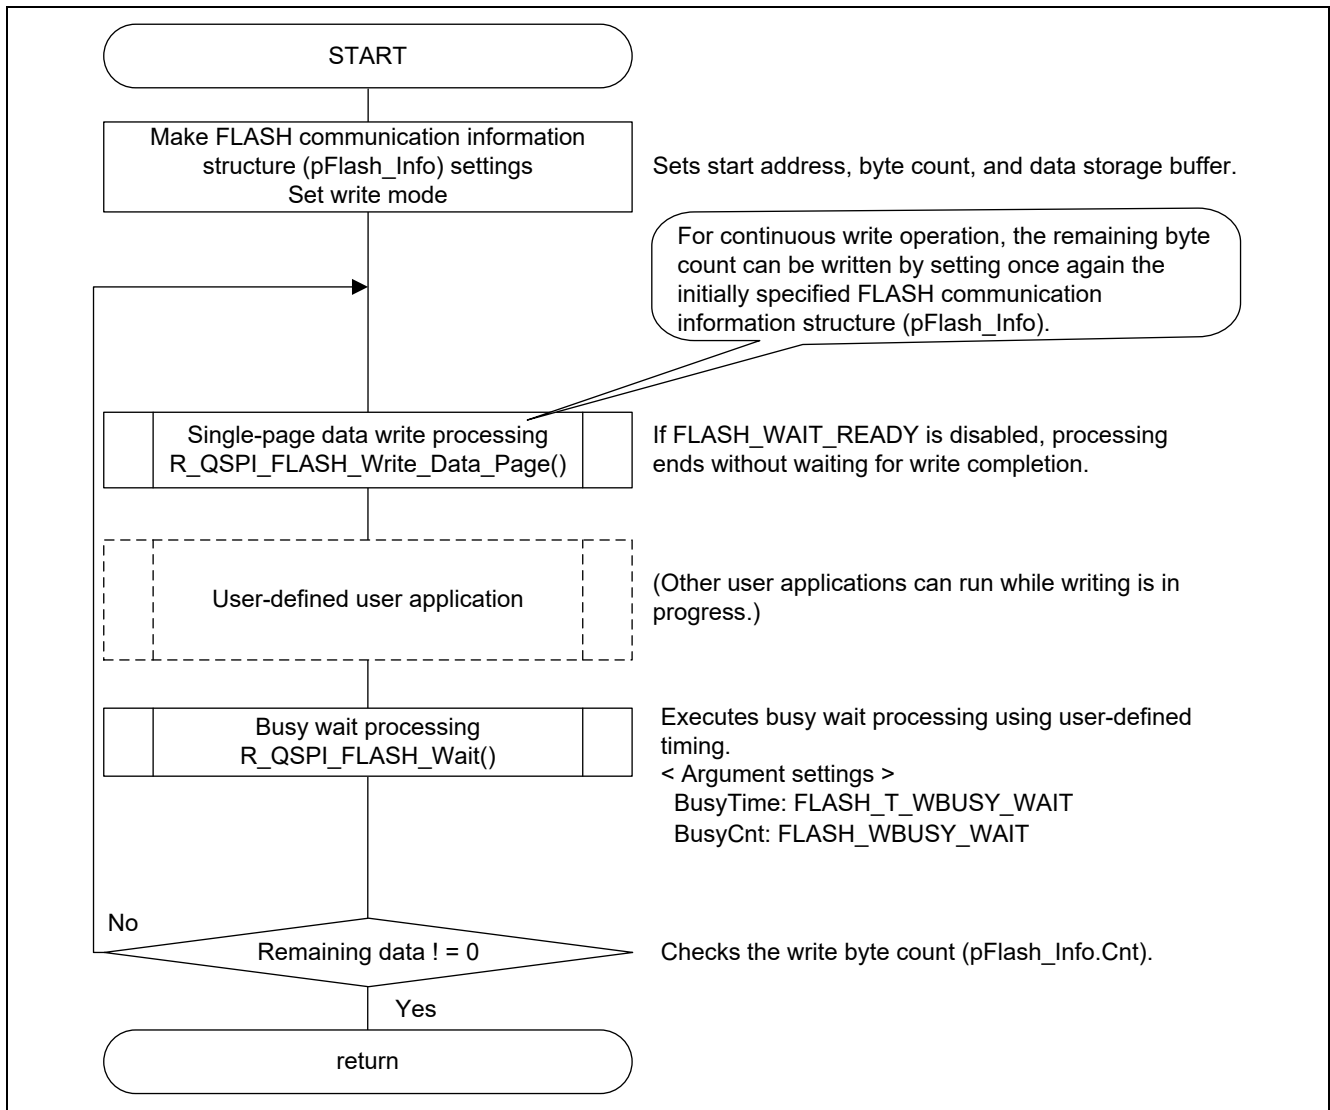 START
Make FLASH communication information
structure (pFlash_Info) settings
Set write mode
Sets start address, byte count, and data storage buffer.
For continuous write operation, the remaining byte
count can be written by setting once again the
initially specified FLASH communication
information structure (pFlash_Info).
Single-page data write processing
R_QSPI_FLASH_Write_Data_Page()
If FLASH_WAIT_READY is disabled, processing
ends without waiting for write completion.
User-defined user application
(Other user applications can run while writing is in
progress.)
Busy wait processing
R_QSPI_FLASH_Wait()
Executes busy wait processing using user-defined
timing.
< Argument settings >
BusyTime: FLASH_T_WBUSY_WAIT
BusyCnt: FLASH_WBUSY_WAIT
No
Remaining data ! = 0
Checks the write byte count (pFlash_Info.Cnt).
Yes
return